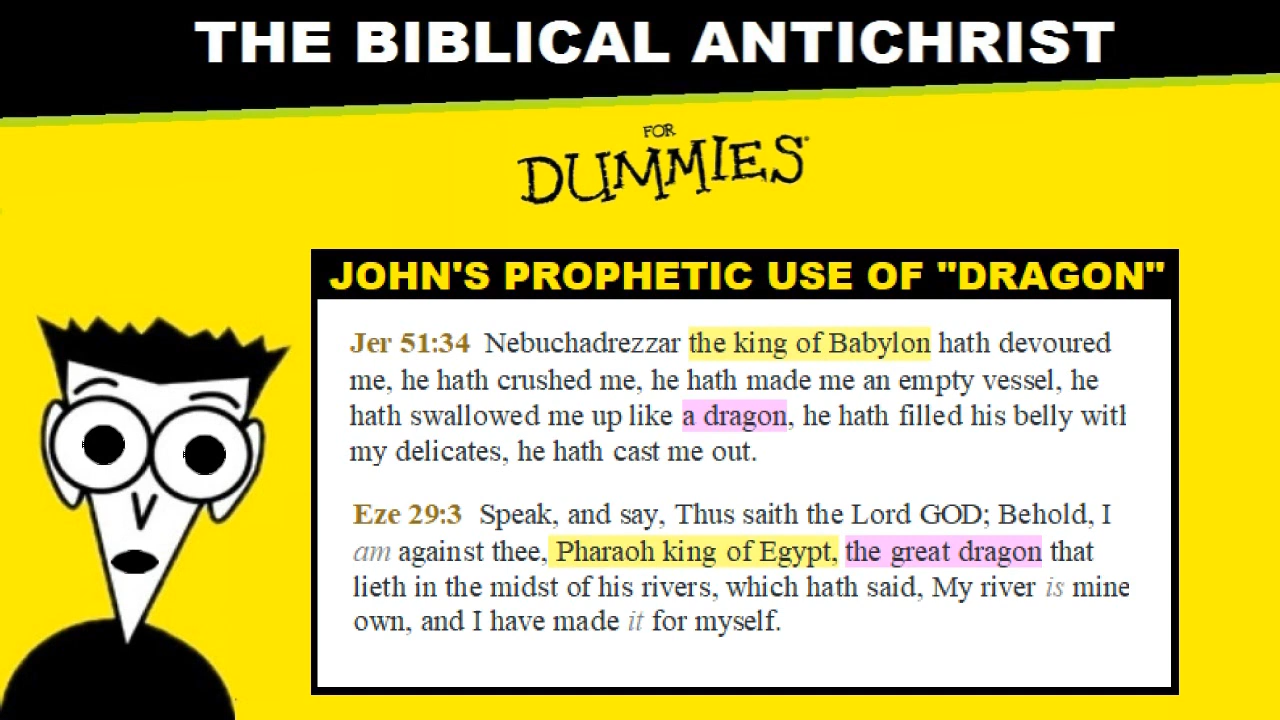 THE BIBLICAL ANTICHRIST
FOR
DUMMIES®
JOHN'S PROPHETIC USE OF "DRAGON"
Jer 51:34 Nebuchadrezzar the king of Babylon hath devoured
me, he hath crushed me, he hath made me an empty vessel, he
hath swallowed me up like a dragon, he hath filled his belly with
my delicates, he hath cast me out.
Eze 29:3 Speak, and say, Thus saith the Lord GOD; Behold, I
am against thee, Pharaoh king of Egypt, the great dragon that
lieth in the midst of his rivers, which hath said, My river is mine
own, and I have made it for myself.